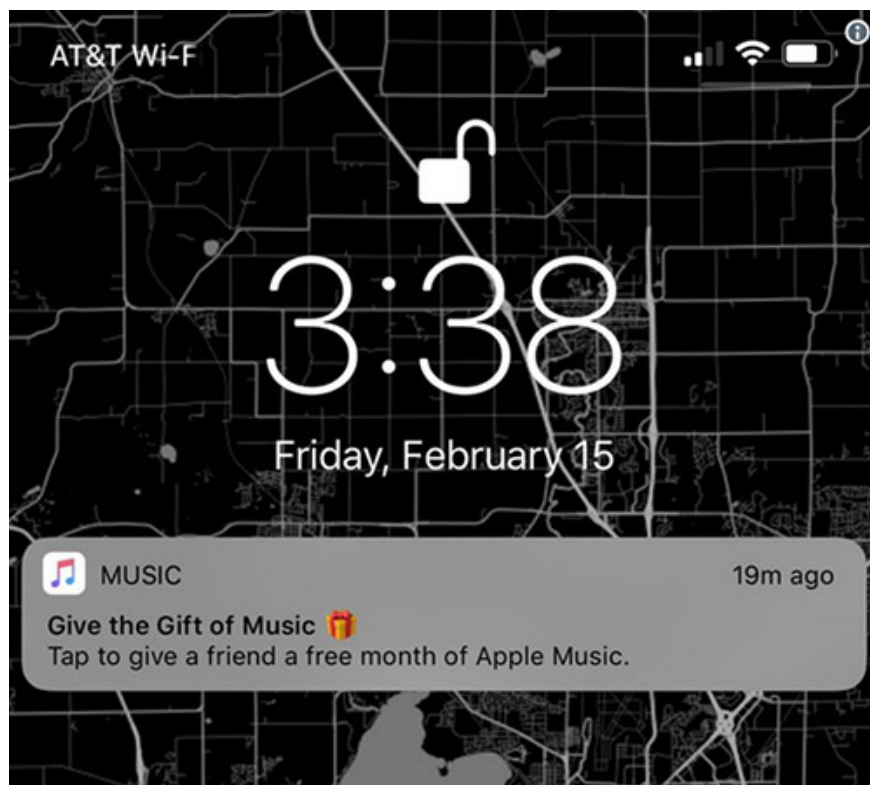 AT&T Wi-F
3:38
Friday, February 15
MUSIC 19m ago
Give the Gift of Music 🎁
Tap to give a friend a free month of Apple Music.